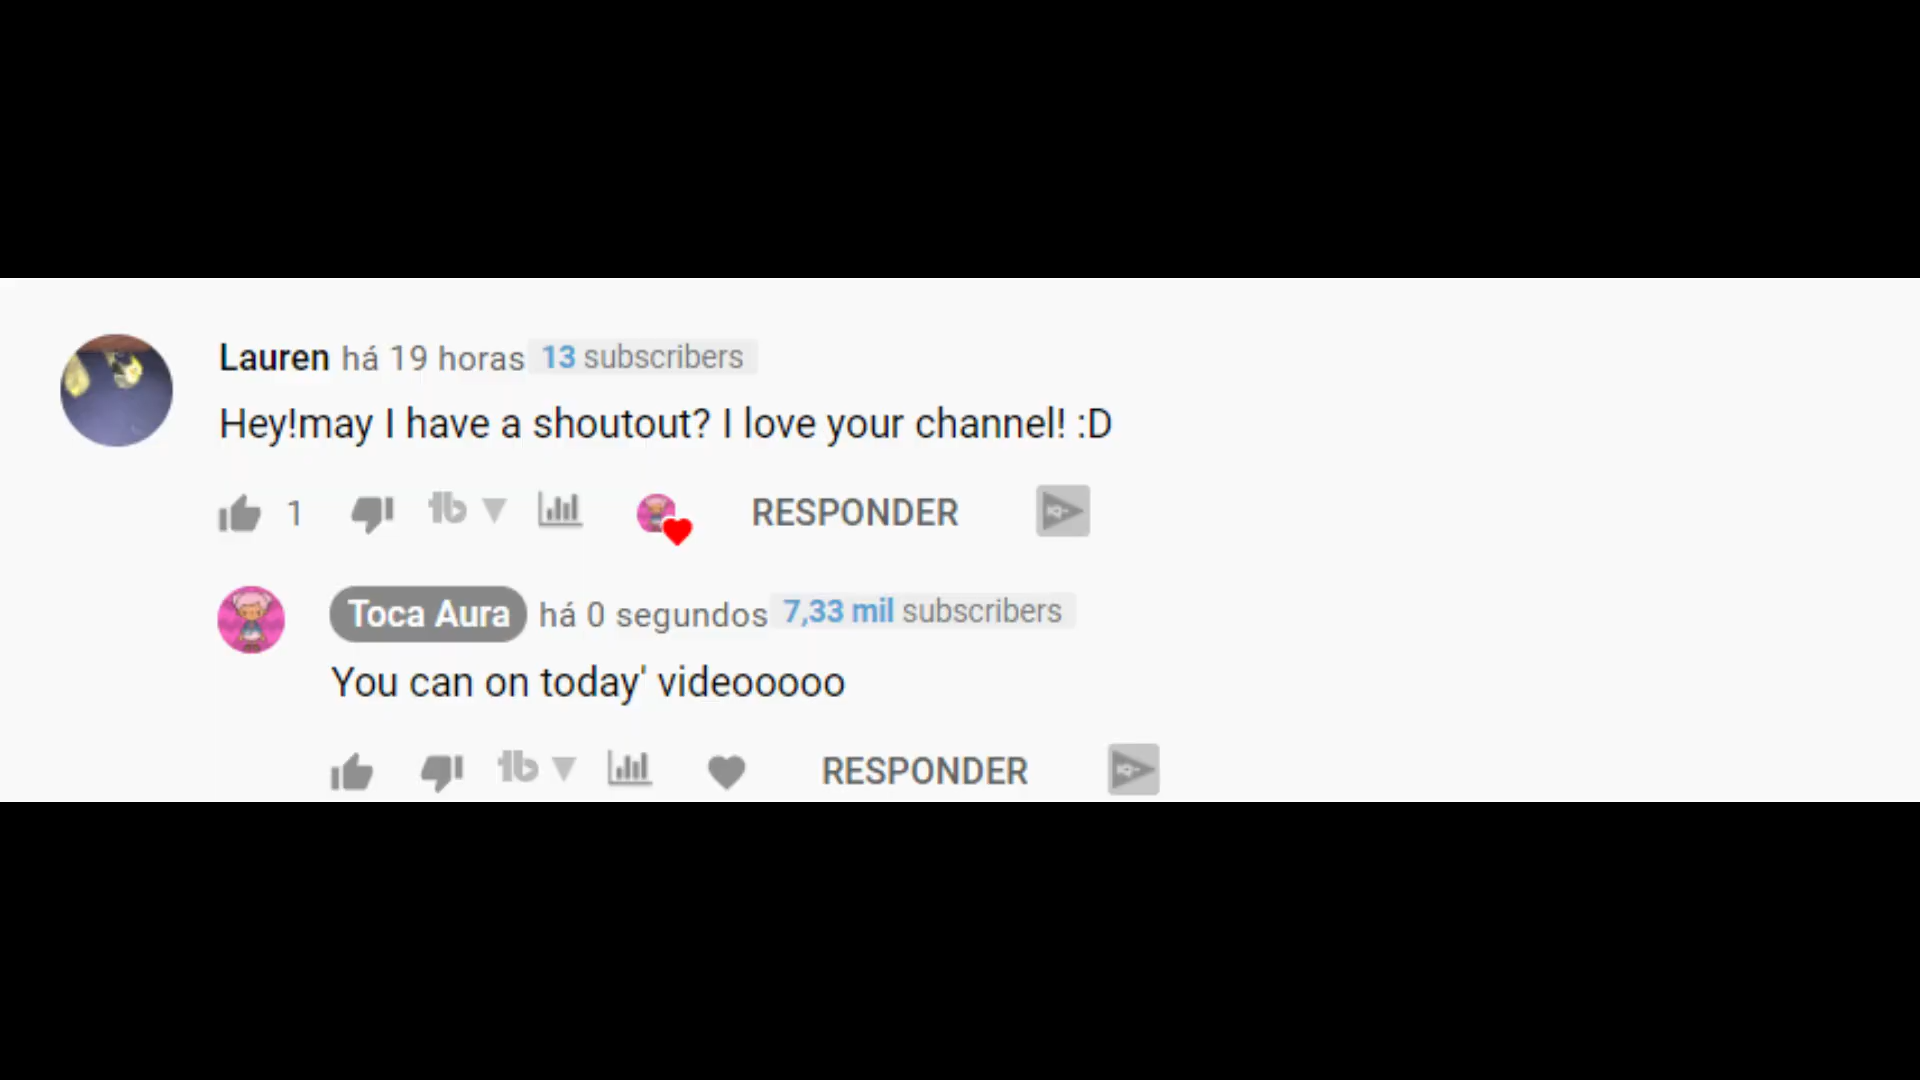 Lauren há 19 horas 13 subscribers
Hey!may I have a shoutout? I love your channel! :D
1 RESPONDER
Toca Aura há 0 segundos 7,33 mil subscribers
You can on today' videooooo
RESPONDER